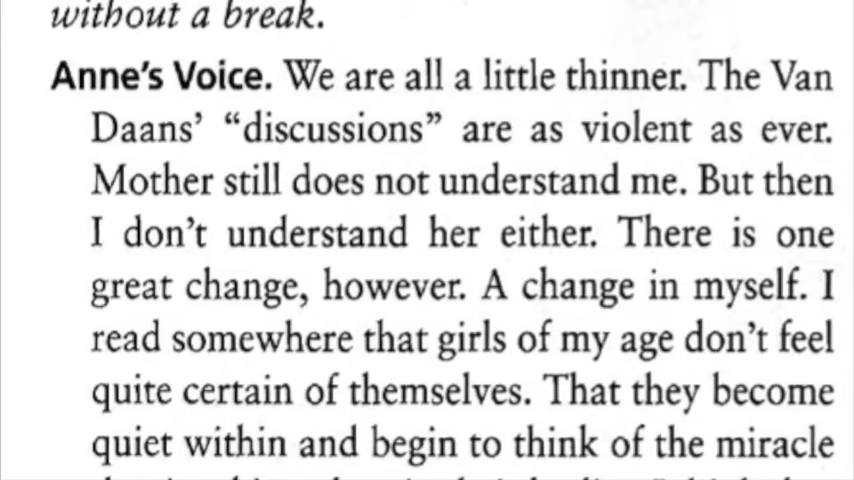 without a break.
Anne's Voice. We are all a little thinner. The Van
Daans' “discussions” are as violent as ever.
Mother still does not understand me. But then
I don't understand her either. There is one
great change, however. A change in myself. I
read somewhere that girls of my age don't feel
quite certain of themselves. That they become
quiet within and begin to think of the miracle